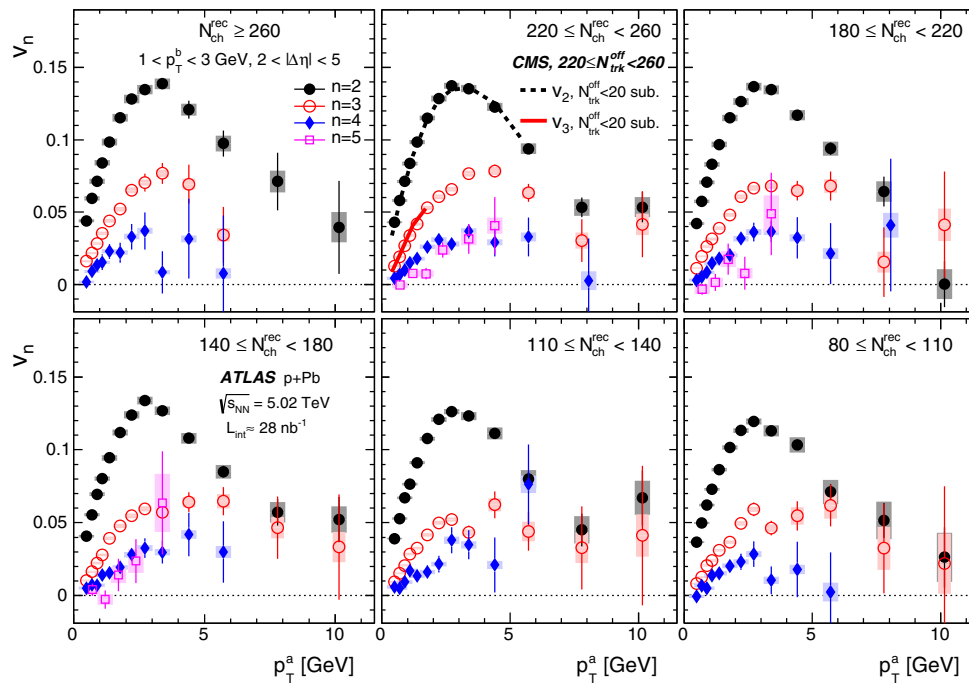 N_ch^rec ≥ 260
1 < p_T^b < 3 GeV, 2 < |Δη| < 5
n=2
n=3
n=4
n=5
220 ≤ N_ch^rec < 260
CMS, 220≤N_trk^off<260
v_2, N_trk^off<20 sub.
v_3, N_trk^off<20 sub.
180 ≤ N_ch^rec < 220
v_n
0.15
0.1
0.05
0
140 ≤ N_ch^rec < 180
ATLAS p+Pb
√s_NN = 5.02 TeV
L_int ≈ 28 nb^-1
110 ≤ N_ch^rec < 140
80 ≤ N_ch^rec < 110
v_n
0.15
0.1
0.05
0
0 5 10
0 5 10
0 5 10
p_T^a [GeV]
p_T^a [GeV]
p_T^a [GeV]